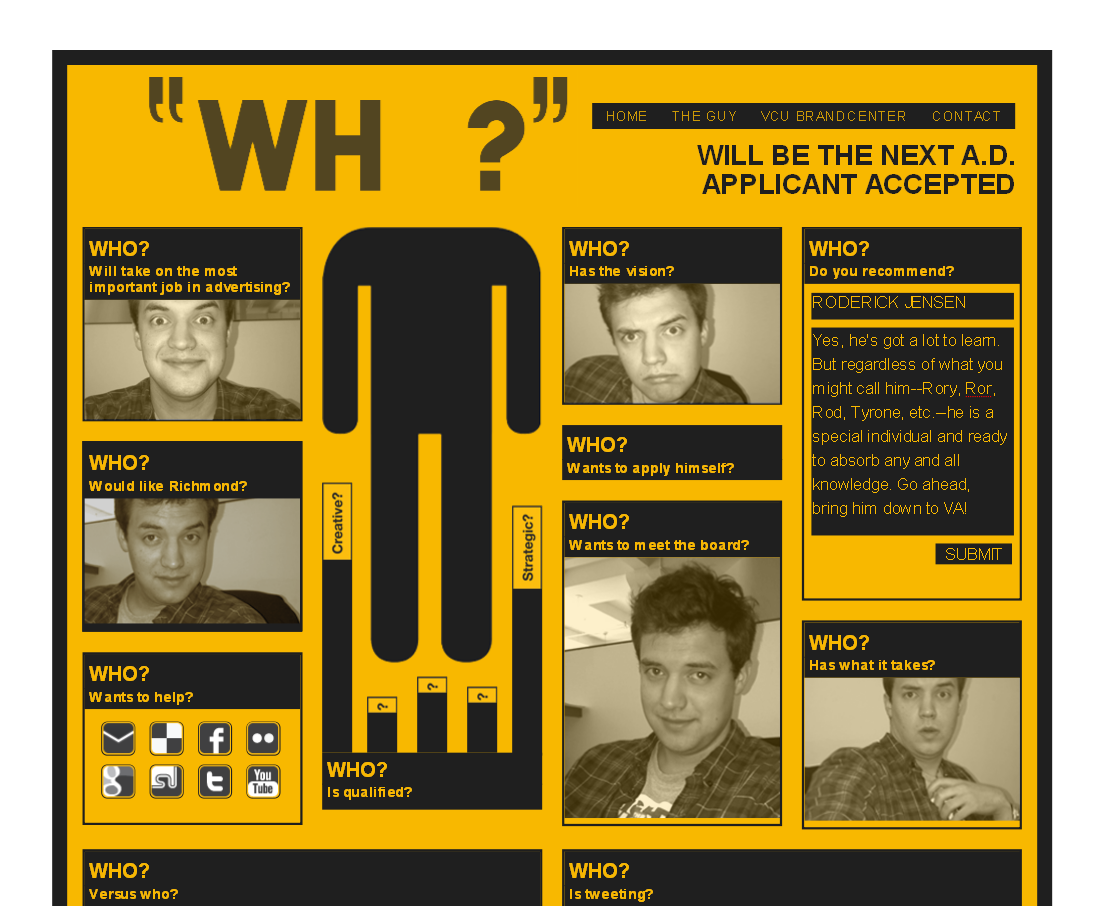 “WH ?”
HOME THE GUY VCU BRANDCENTER CONTACT
WILL BE THE NEXT A.D.
APPLICANT ACCEPTED
WHO?
Will take on the most
important job in advertising?
WHO?
Would like Richmond?
WHO?
Wants to help?
f
g
t
You
Tube
Creative?
?
?
?
Strategic?
WHO?
Is qualified?
WHO?
Has the vision?
WHO?
Wants to apply himself?
WHO?
Wants to meet the board?
WHO?
Do you recommend?
RODERICK JENSEN
Yes, he's got a lot to learn.
But regardless of what you
might call him--Rory, Ror,
Rod, Tyrone, etc.--he is a
special individual and ready
to absorb any and all
knowledge. Go ahead,
bring him down to VA!
SUBMIT
WHO?
Has what it takes?
WHO?
Versus who?
WHO?
Is tweeting?